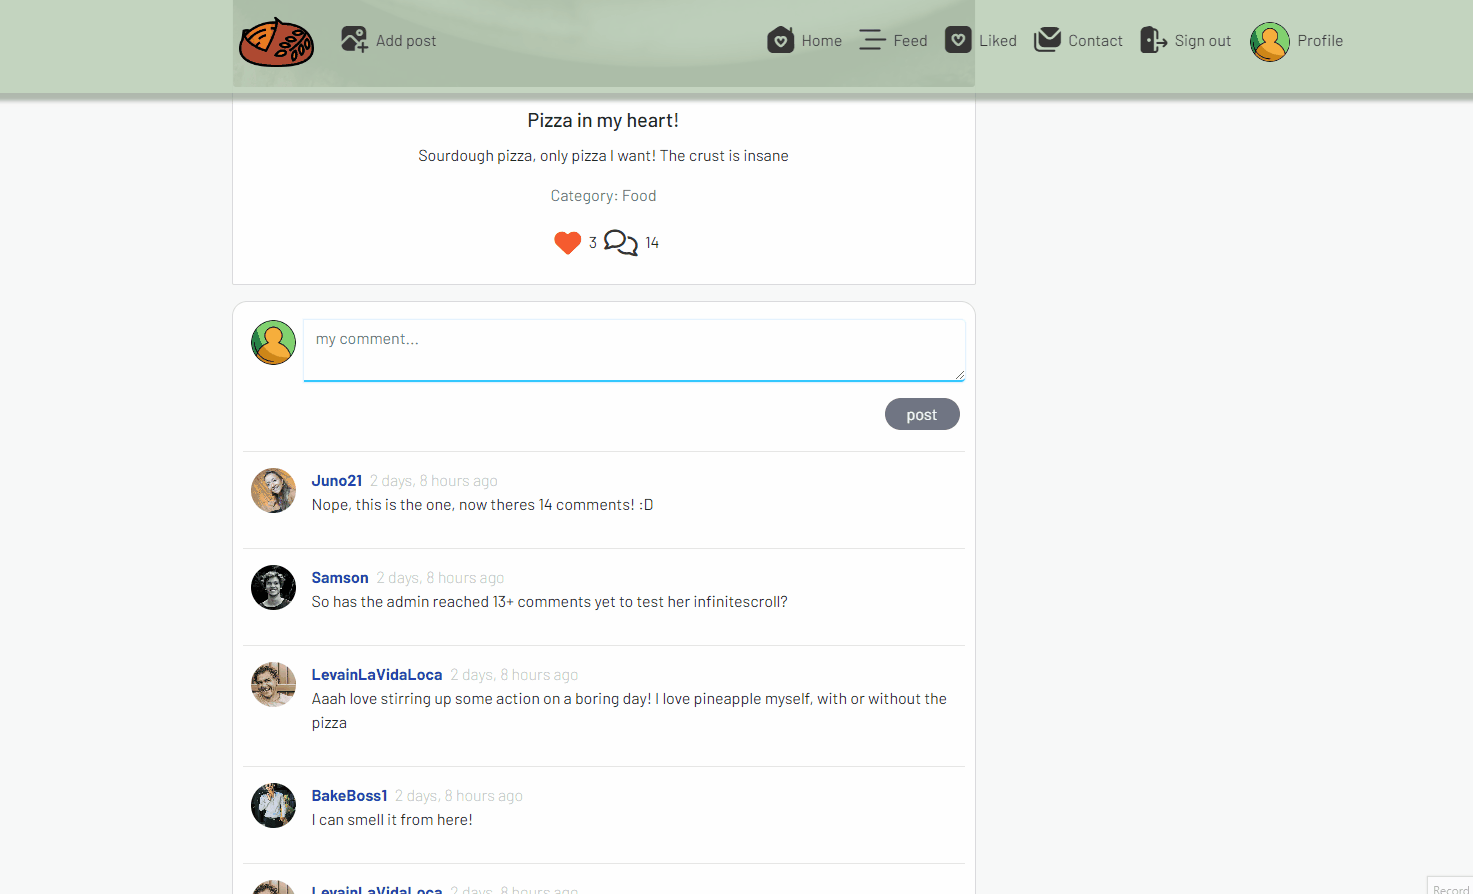 Add post
Home
Feed
Liked
Contact
Sign out
Profile
Pizza in my heart!
Sourdough pizza, only pizza I want! The crust is insane
Category: Food
3
14
my comment...
post
Juno21 2 days, 8 hours ago
Nope, this is the one, now theres 14 comments! :D
Samson 2 days, 8 hours ago
So has the admin reached 13+ comments yet to test her infinitescroll?
LevainLaVidaLoca 2 days, 8 hours ago
Aaah love stirring up some action on a boring day! I love pineapple myself, with or without the
pizza
BakeBoss1 2 days, 8 hours ago
I can smell it from here!
LevainLaVidaLoca 2 days, 8 hours ago
Record